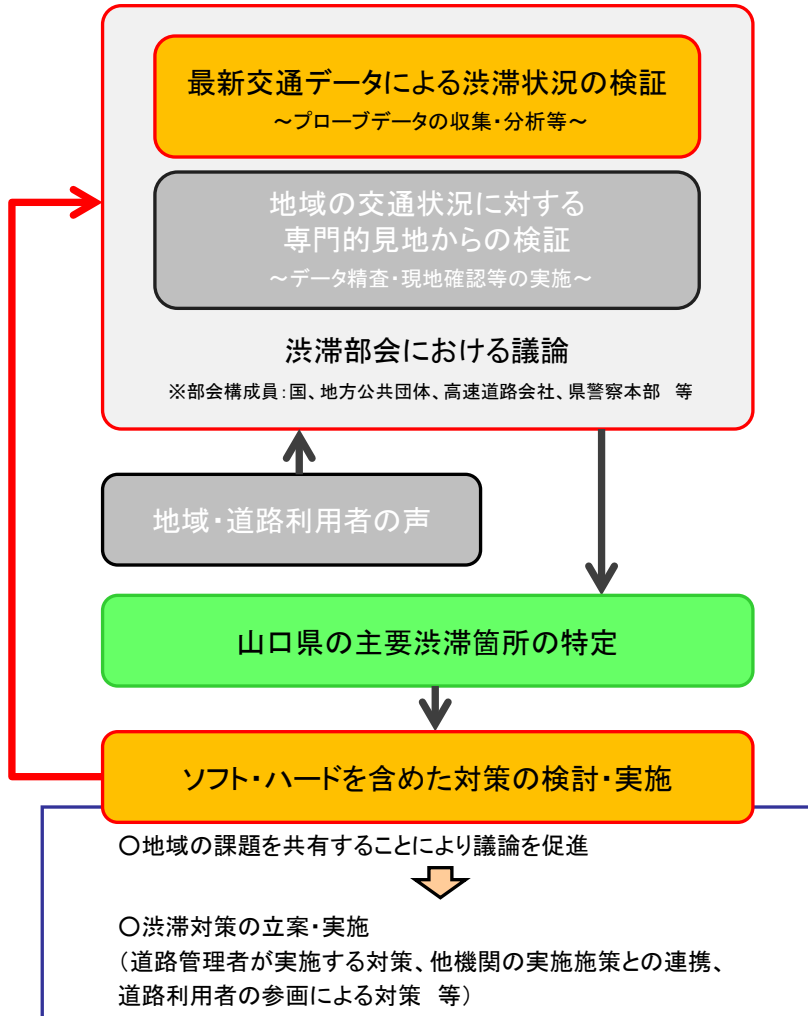 最新交通データによる渋滞状況の検証
～プローブデータの収集・分析等～
地域の交通状況に対する
専門的見地からの検証
～データ精査・現地確認等の実施～
渋滞部会における議論
※部会構成員：国、地方公共団体、高速道路会社、県警察本部　等
地域・道路利用者の声
山口県の主要渋滞箇所の特定
ソフト・ハードを含めた対策の検討・実施
〇地域の課題を共有することにより議論を促進
〇渋滞対策の立案・実施
（道路管理者が実施する対策、他機関の実施施策との連携、
道路利用者の参画による対策　等）